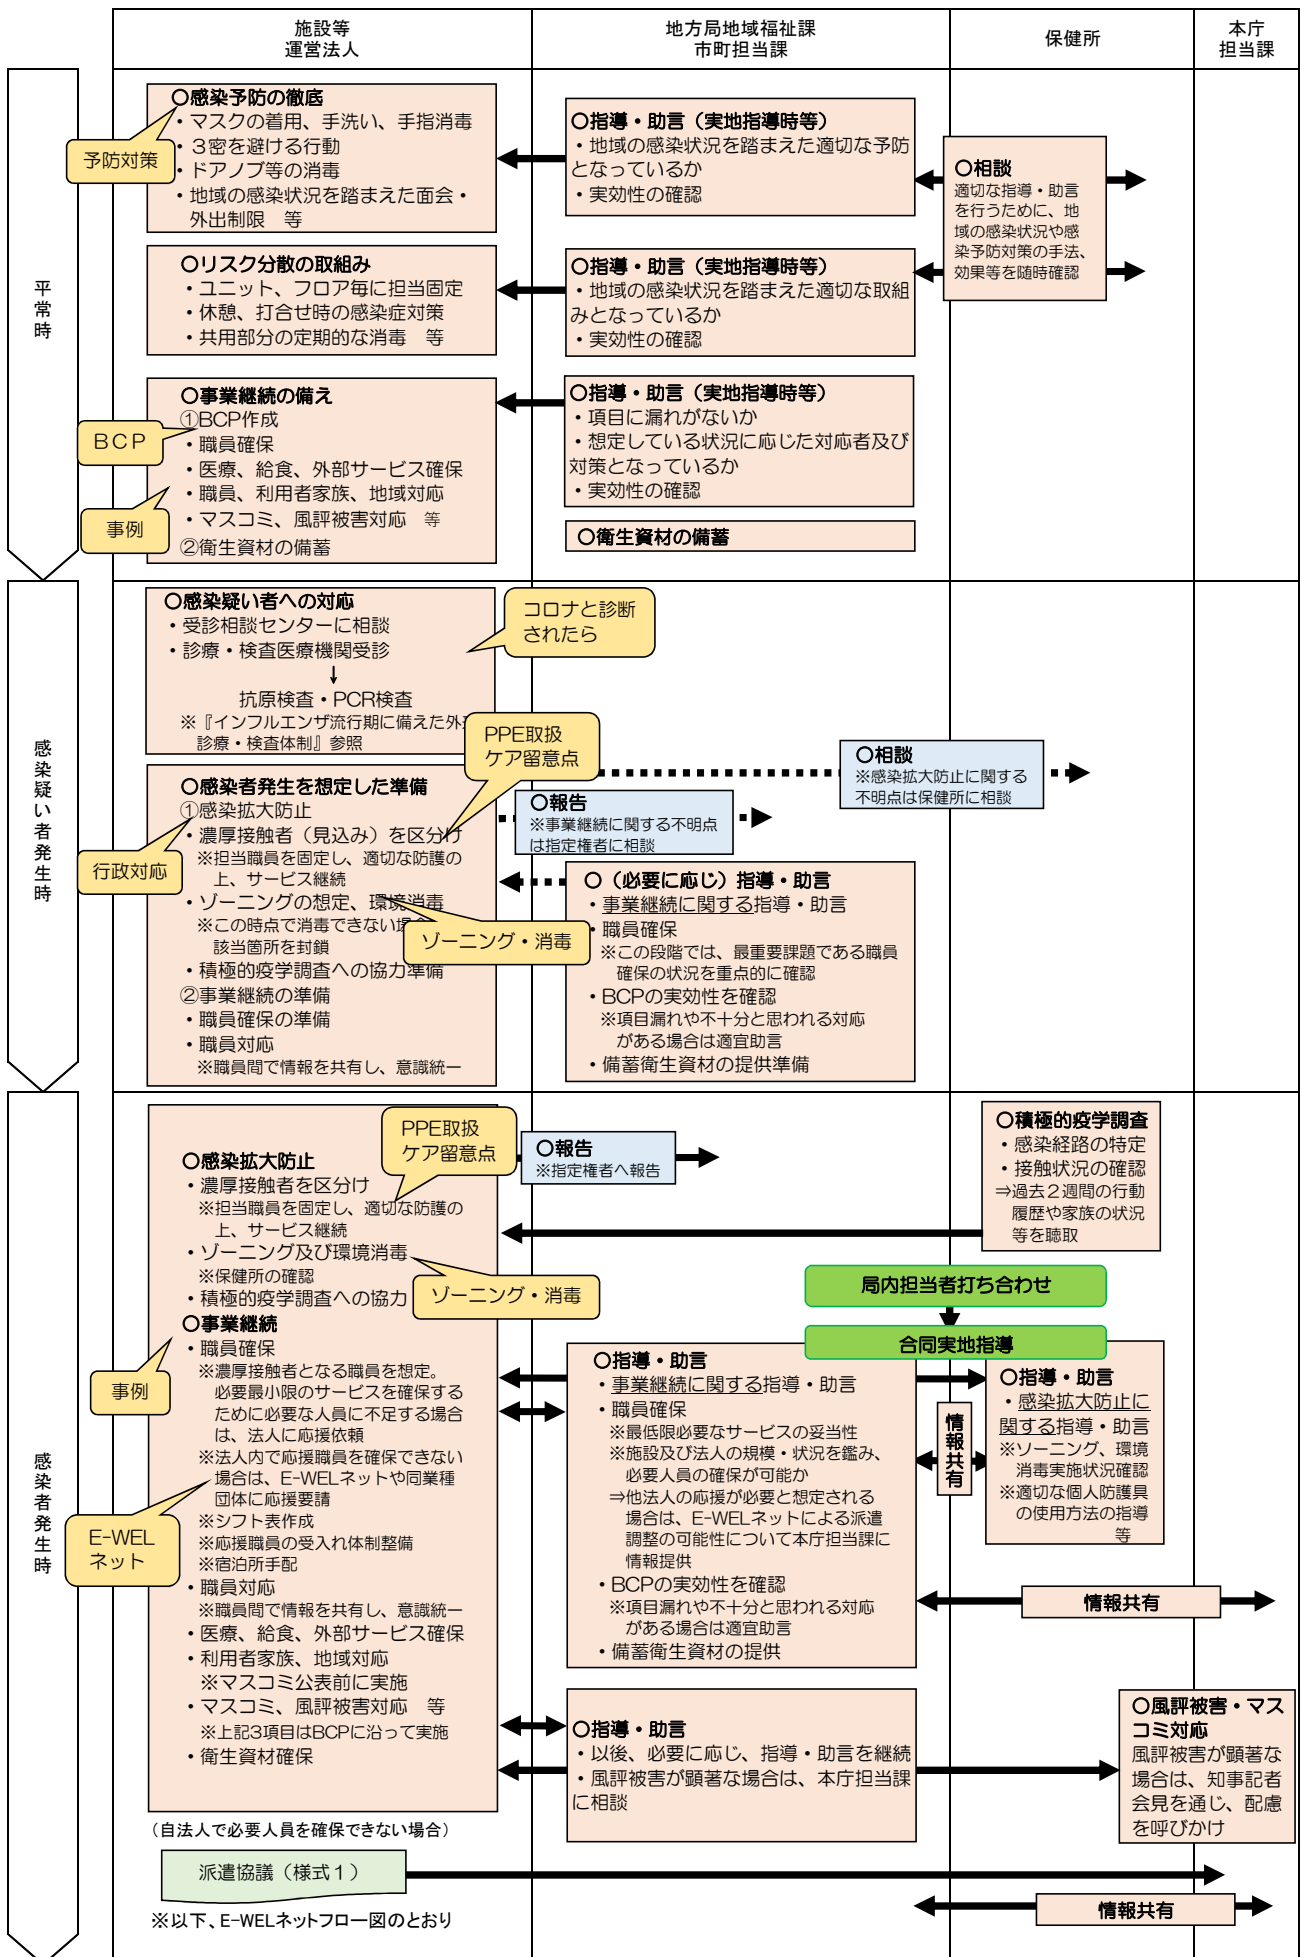 施設等
運営法人
地方局地域福祉課
市町担当課
保健所
本庁
担当課
平常時
予防対策
○感染予防の徹底
・マスクの着用、手洗い、手指消毒
・3密を避ける行動
・ドアノブ等の消毒
・地域の感染状況を踏まえた面会・
外出制限 等
○指導・助言（実地指導時等）
・地域の感染状況を踏まえた適切な予防
となっているか
・実効性の確認
○相談
適切な指導・助言
を行うために、地
域の感染状況や感
染予防対策の手法、
効果等を随時確認
○リスク分散の取組み
・ユニット、フロア毎に担当固定
・休憩、打合せ時の感染症対策
・共用部分の定期的な消毒 等
○指導・助言（実地指導時等）
・地域の感染状況を踏まえた適切な取組
みとなっているか
・実効性の確認
BCP
事例
○事業継続の備え
①BCP作成
・職員確保
・医療、給食、外部サービス確保
・職員、利用者家族、地域対応
・マスコミ、風評被害対応 等
②衛生資材の備蓄
○指導・助言（実地指導時等）
・項目に漏れがないか
・想定している状況に応じた対応者及び
対策となっているか
・実効性の確認
○衛生資材の備蓄
感染疑い者発生時
○感染疑い者への対応
・受診相談センターに相談
・診療・検査医療機関受診
↓
抗原検査・PCR検査
※『インフルエンザ流行期に備えた外
診療・検査体制』参照
コロナと診断
されたら
PPE取扱
ケア留意点
行政対応
○感染者発生を想定した準備
①感染拡大防止
・濃厚接触者（見込み）を区分け
※担当職員を固定し、適切な防護の
上、サービス継続
・ゾーニングの想定、環境消毒
※この時点で消毒できない場合
該当箇所を封鎖
・積極的疫学調査への協力準備
②事業継続の準備
・職員確保の準備
・職員対応
※職員間で情報を共有し、意識統一
ゾーニング・消毒
○報告
※事業継続に関する不明点
は指定権者に相談
○相談
※感染拡大防止に関する
不明点は保健所に相談
○（必要に応じ）指導・助言
・事業継続に関する指導・助言
・職員確保
※この段階では、最重要課題である職員
確保の状況を重点的に確認
・BCPの実効性を確認
※項目漏れや不十分と思われる対応
がある場合は適宜助言
・備蓄衛生資材の提供準備
感染者発生時
PPE取扱
ケア留意点
○感染拡大防止
・濃厚接触者を区分け
※担当職員を固定し、適切な防護の
上、サービス継続
・ゾーニング及び環境消毒
※保健所の確認
・積極的疫学調査への協力
ゾーニング・消毒
○事業継続
・職員確保
※濃厚接触者となる職員を想定。
必要最小限のサービスを確保する
ために必要な人員に不足する場合
は、法人に応援依頼
※法人内で応援職員を確保できない
場合は、E-WELネットや同業種
団体に応援要請
※シフト表作成
※応援職員の受入れ体制整備
※宿泊所手配
・職員対応
※職員間で情報を共有し、意識統一
・医療、給食、外部サービス確保
・利用者家族、地域対応
※マスコミ公表前に実施
・マスコミ、風評被害対応 等
※上記3項目はBCPに沿って実施
・衛生資材確保
事例
E-WEL
ネット
○報告
※指定権者へ報告
○積極的疫学調査
・感染経路の特定
・接触状況の確認
⇒過去2週間の行動
履歴や家族の状況
等を聴取
局内担当者打ち合わせ
合同実地指導
○指導・助言
・事業継続に関する指導・助言
・職員確保
※最低限必要なサービスの妥当性
※施設及び法人の規模・状況を鑑み、
必要人員の確保が可能か
⇒他法人の応援が必要と想定される
場合は、E-WELネットによる派遣
調整の可能性について本庁担当課に
情報提供
・BCPの実効性を確認
※項目漏れや不十分と思われる対応
がある場合は適宜助言
・備蓄衛生資材の提供
情報共有
○指導・助言
・感染拡大防止に
関する指導・助言
※ゾーニング、環境
消毒実施状況確認
※適切な個人防護具
の使用方法の指導
等
情報共有
○指導・助言
・以後、必要に応じ、指導・助言を継続
・風評被害が顕著な場合は、本庁担当課
に相談
○風評被害・マス
コミ対応
風評被害が顕著な
場合は、知事記者
会見を通じ、配慮
を呼びかけ
（自法人で必要人員を確保できない場合）
派遣協議（様式1）
※以下、E-WELネットフロー図のとおり
情報共有